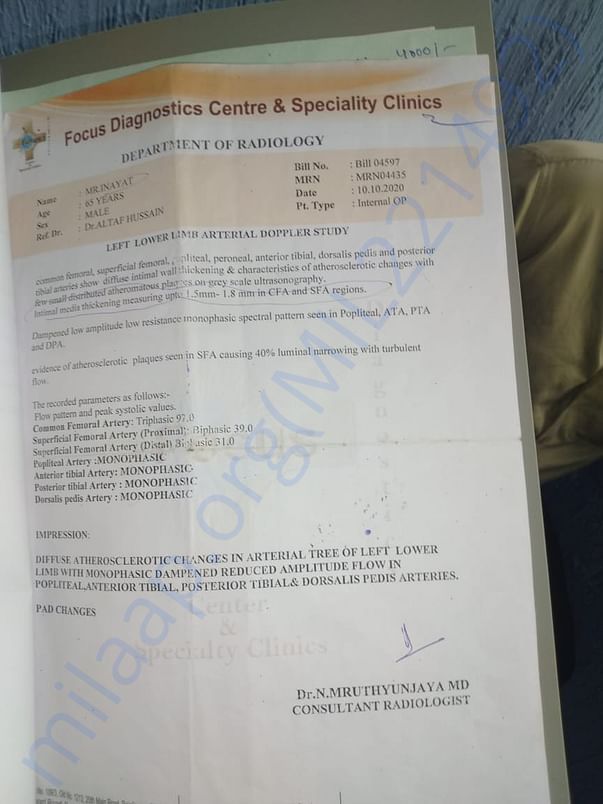 4000/-
Focus Diagnostics Centre & Speciality Clinics
DEPARTMENT OF RADIOLOGY
Name : MR.INAYAT
Age : 65 YEARS
Sex : MALE
Ref. Dr. : Dr.ALTAF HUSSAIN
Bill No. : Bill 04597
MRN : MRN04435
Date : 10.10.2020
Pt. Type : Internal OP
LEFT LOWER LIMB ARTERIAL DOPPLER STUDY
common femoral, superficial femoral, peroneal, anterior tibial, dorsalis pedis and posterior
tibial arteries show diffuse intimal wall thickening & characteristics of atherosclerotic changes with
few small distributed atheromatous plaques on grey scale ultrasonography.
Intimal media thickening measuring upto 1.5mm- 1.8 mm in CFA and SFA regions.
Dampened low amplitude low resistance monophasic spectral pattern seen in Popliteal, ATA, PTA
and DPA.
evidence of atherosclerotic plaques seen in SFA causing 40% luminal narrowing with turbulent
flow.
The recorded parameters as follows:-
Flow pattern and peak systolic values.
Common Femoral Artery: Triphasic 97.0
Superficial Femoral Artery (Proximal): Biphasic 39.0
Superficial Femoral Artery (Distal) Biphasic 31.0
Popliteal Artery :MONOPHASIC
Anterior tibial Artery: MONOPHASIC
Posterior tibial Artery : MONOPHASIC
Dorsalis pedis Artery : MONOPHASIC
IMPRESSION:
DIFFUSE ATHEROSCLEROTIC CHANGES IN ARTERIAL TREE OF LEFT LOWER
LIMB WITH MONOPHASIC DAMPENED REDUCED AMPLITUDE FLOW IN
POPLITEAL,ANTERIOR TIBIAL, POSTERIOR TIBIAL& DORSALIS PEDIS ARTERIES.
PAD CHANGES
Center
&
Speciality Clinics
Dr.N.MRUTHYUNJAYA MD
CONSULTANT RADIOLOGIST
milaap.org(MIL221492)